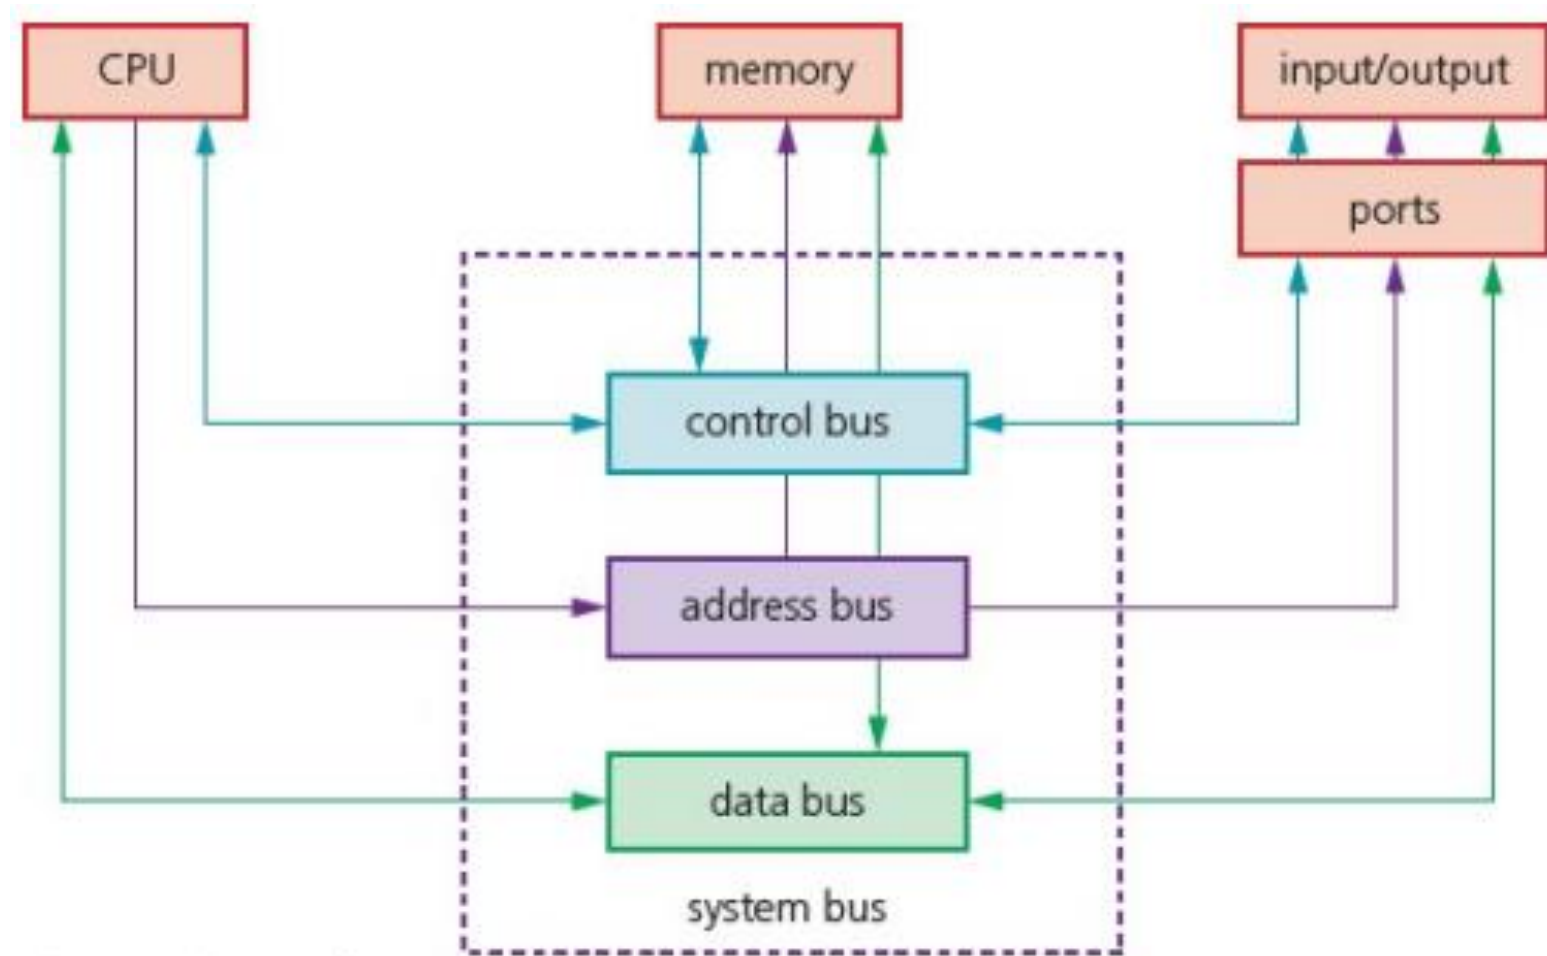 CPU
memory
input/output
ports
control bus
address bus
data bus
system bus